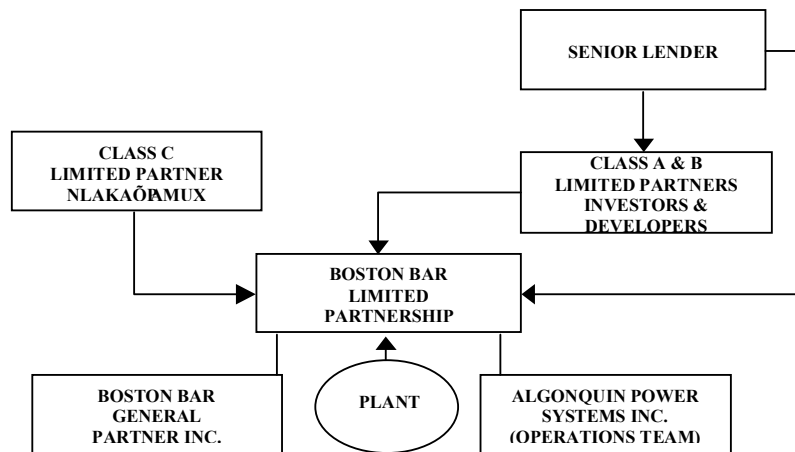 SENIOR LENDER
CLASS C
LIMITED PARTNER
NLAKAÕPAMUX
CLASS A & B
LIMITED PARTNERS
INVESTORS &
DEVELOPERS
BOSTON BAR
LIMITED
PARTNERSHIP
BOSTON BAR
GENERAL
PARTNER INC.
PLANT
ALGONQUIN POWER
SYSTEMS INC.
(OPERATIONS TEAM)